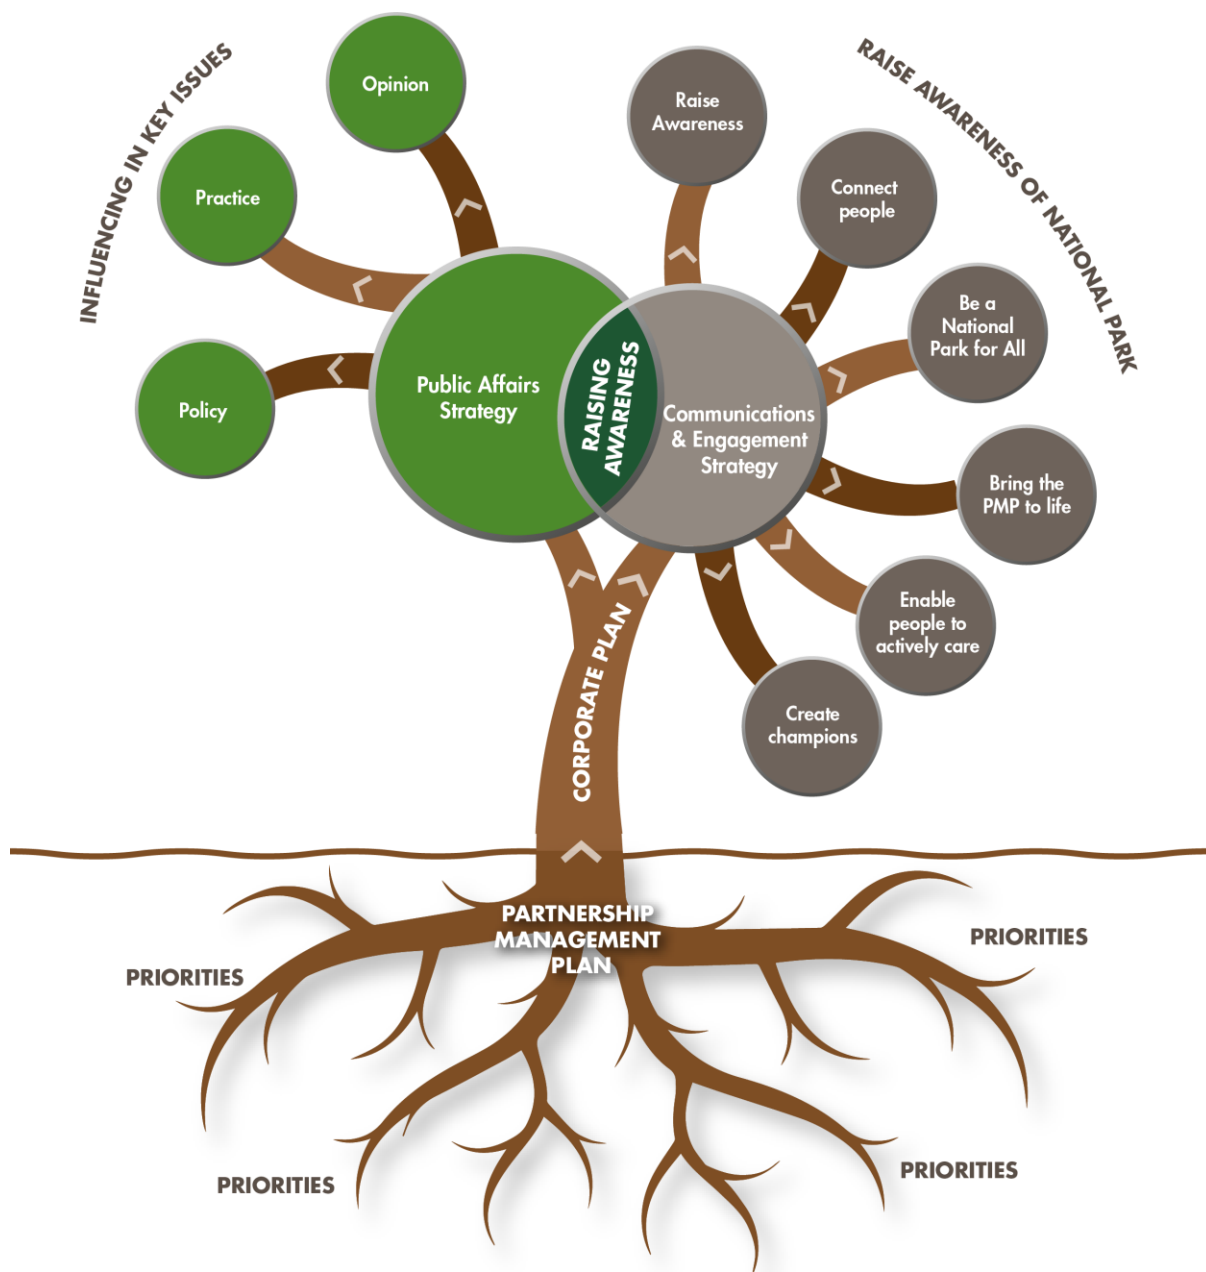 INFLUENCING IN KEY ISSUES
RAISE AWARENESS OF NATIONAL PARK
Opinion
Practice
Policy
Raise
Awareness
Connect
people
Be a
National
Park for All
Bring the
PMP to life
Enable
people to
actively care
Create
champions
Public Affairs
Strategy
RAISING
AWARENESS
Communications
& Engagement
Strategy
CORPORATE PLAN
PARTNERSHIP
MANAGEMENT
PLAN
PRIORITIES
PRIORITIES
PRIORITIES
PRIORITIES